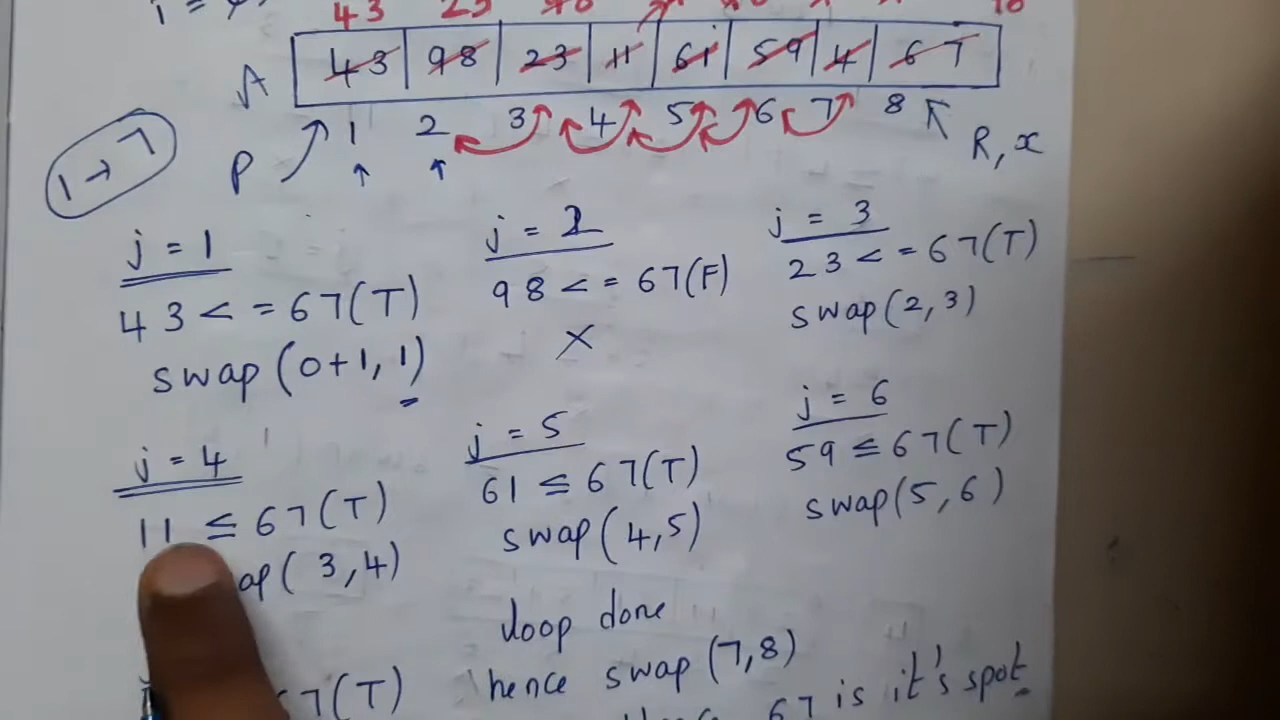 43 23
A 43 98 23 11 61 59 4 67
1 2 3 4 5 6 7 8
P R, x
1 → 7
j = 1
43 < = 67(T)
swap (0+1, 1)
j = 2
98 < = 67(F)
X
j = 3
23 < = 67(T)
swap(2, 3)
j = 4
11 ≤ 67(T)
ap( 3,4)
j = 5
61 ≤ 67(T)
swap(4,5)
j = 6
59 ≤ 67(T)
swap(5, 6)
loop done
hence swap (7,8)
67 is it's spot
7(T)